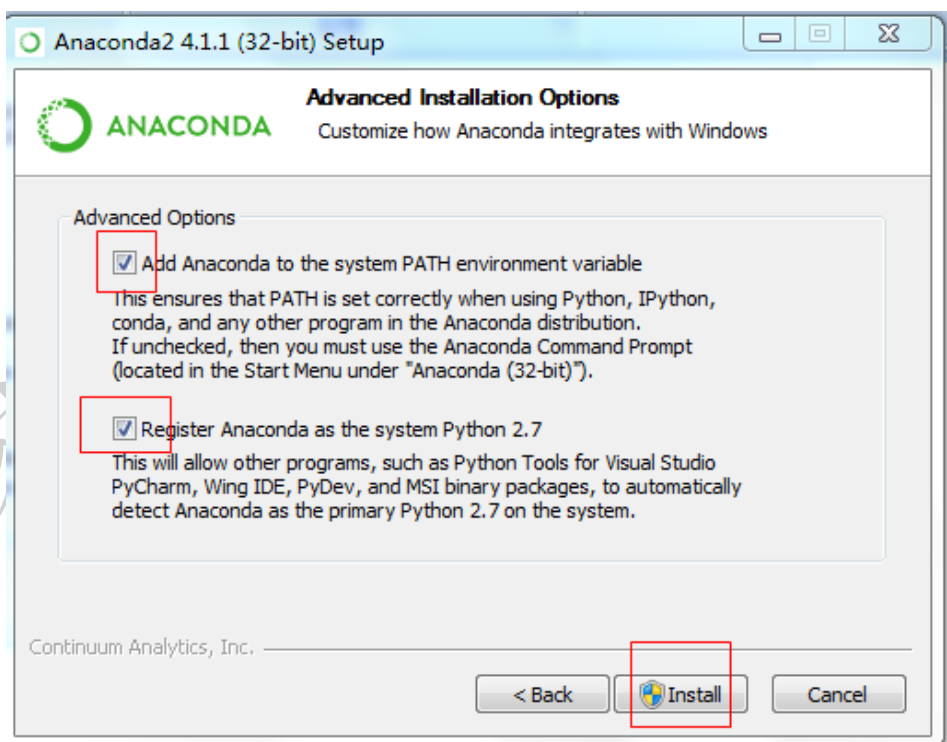 Anaconda2 4.1.1 (32-bit) Setup
ANACONDA
Advanced Installation Options
Customize how Anaconda integrates with Windows
Advanced Options
Add Anaconda to the system PATH environment variable
This ensures that PATH is set correctly when using Python, IPython,
conda, and any other program in the Anaconda distribution.
If unchecked, then you must use the Anaconda Command Prompt
(located in the Start Menu under "Anaconda (32-bit)").
Register Anaconda as the system Python 2.7
This will allow other programs, such as Python Tools for Visual Studio
PyCharm, Wing IDE, PyDev, and MSI binary packages, to automatically
detect Anaconda as the primary Python 2.7 on the system.
Continuum Analytics, Inc.
< Back
Install
Cancel